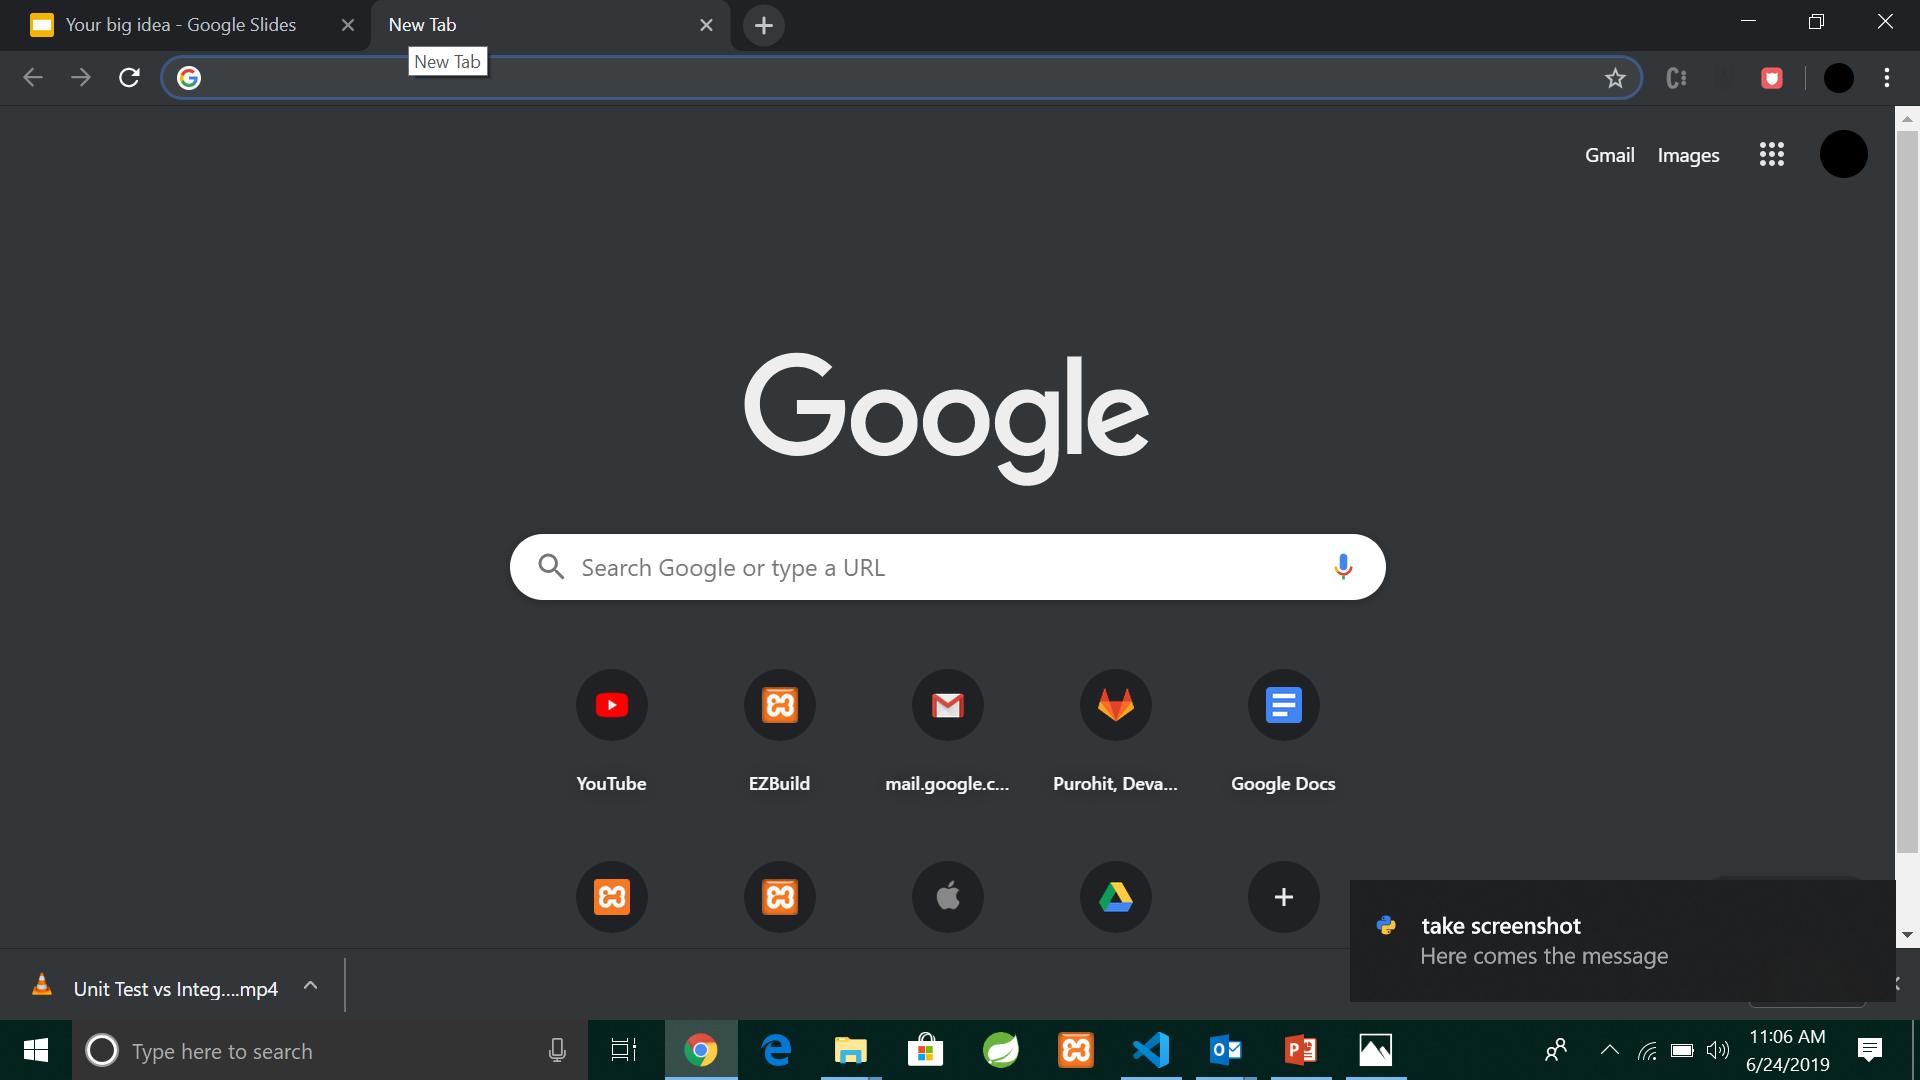 Your big idea - Google Slides
New Tab
New Tab
Gmail
Images
Google
Search Google or type a URL
YouTube
EZBuild
mail.google.c...
Purohit, Deva...
Google Docs
take screenshot
Here comes the message
Unit Test vs Integ....mp4
Type here to search
11:06 AM
6/24/2019